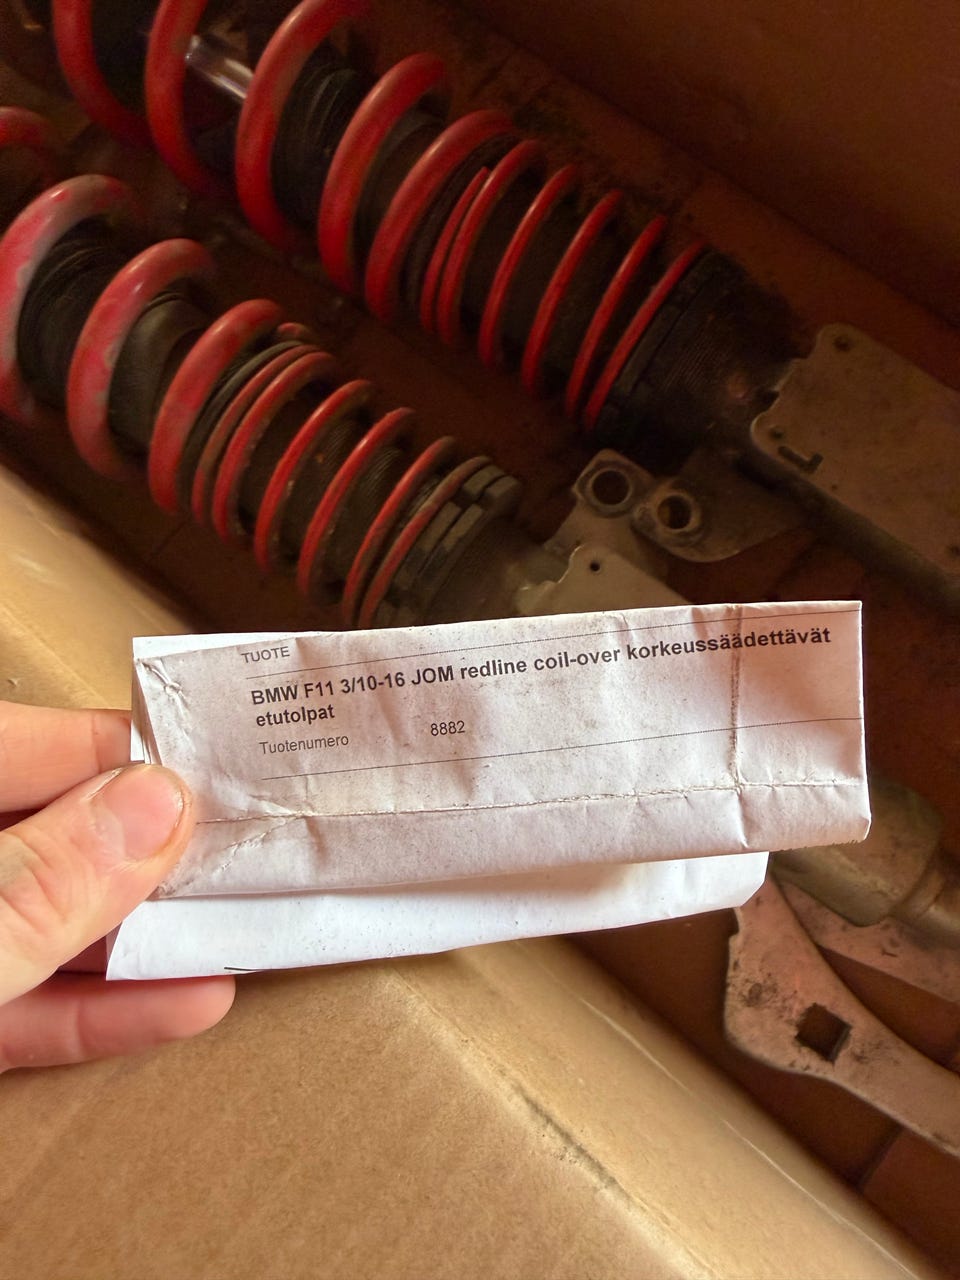 TUOTE
BMW F11 3/10-16 JOM redline coil-over korkeussäädettävät
etutolpat
Tuotenumero 8882
L